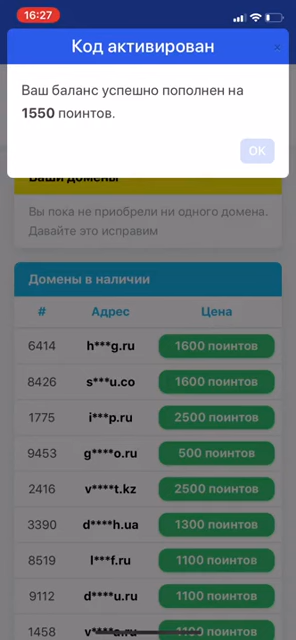 16:27
Код активирован
×
Ваш баланс успешно пополнен на
1550 поинтов.
OK
Ваши домены
Вы пока не приобрели ни одного домена.
Давайте это исправим
Домены в наличии
# Адрес Цена
6414 h***g.ru 1600 поинтов
8426 s***u.co 1600 поинтов
1775 i***p.ru 2500 поинтов
9453 g****o.ru 500 поинтов
2416 v****t.kz 2500 поинтов
3390 d****h.ua 1300 поинтов
8519 l***f.ru 1100 поинтов
9112 d****u.ru 1100 поинтов
1458 v****a.ru 1100 поинтов